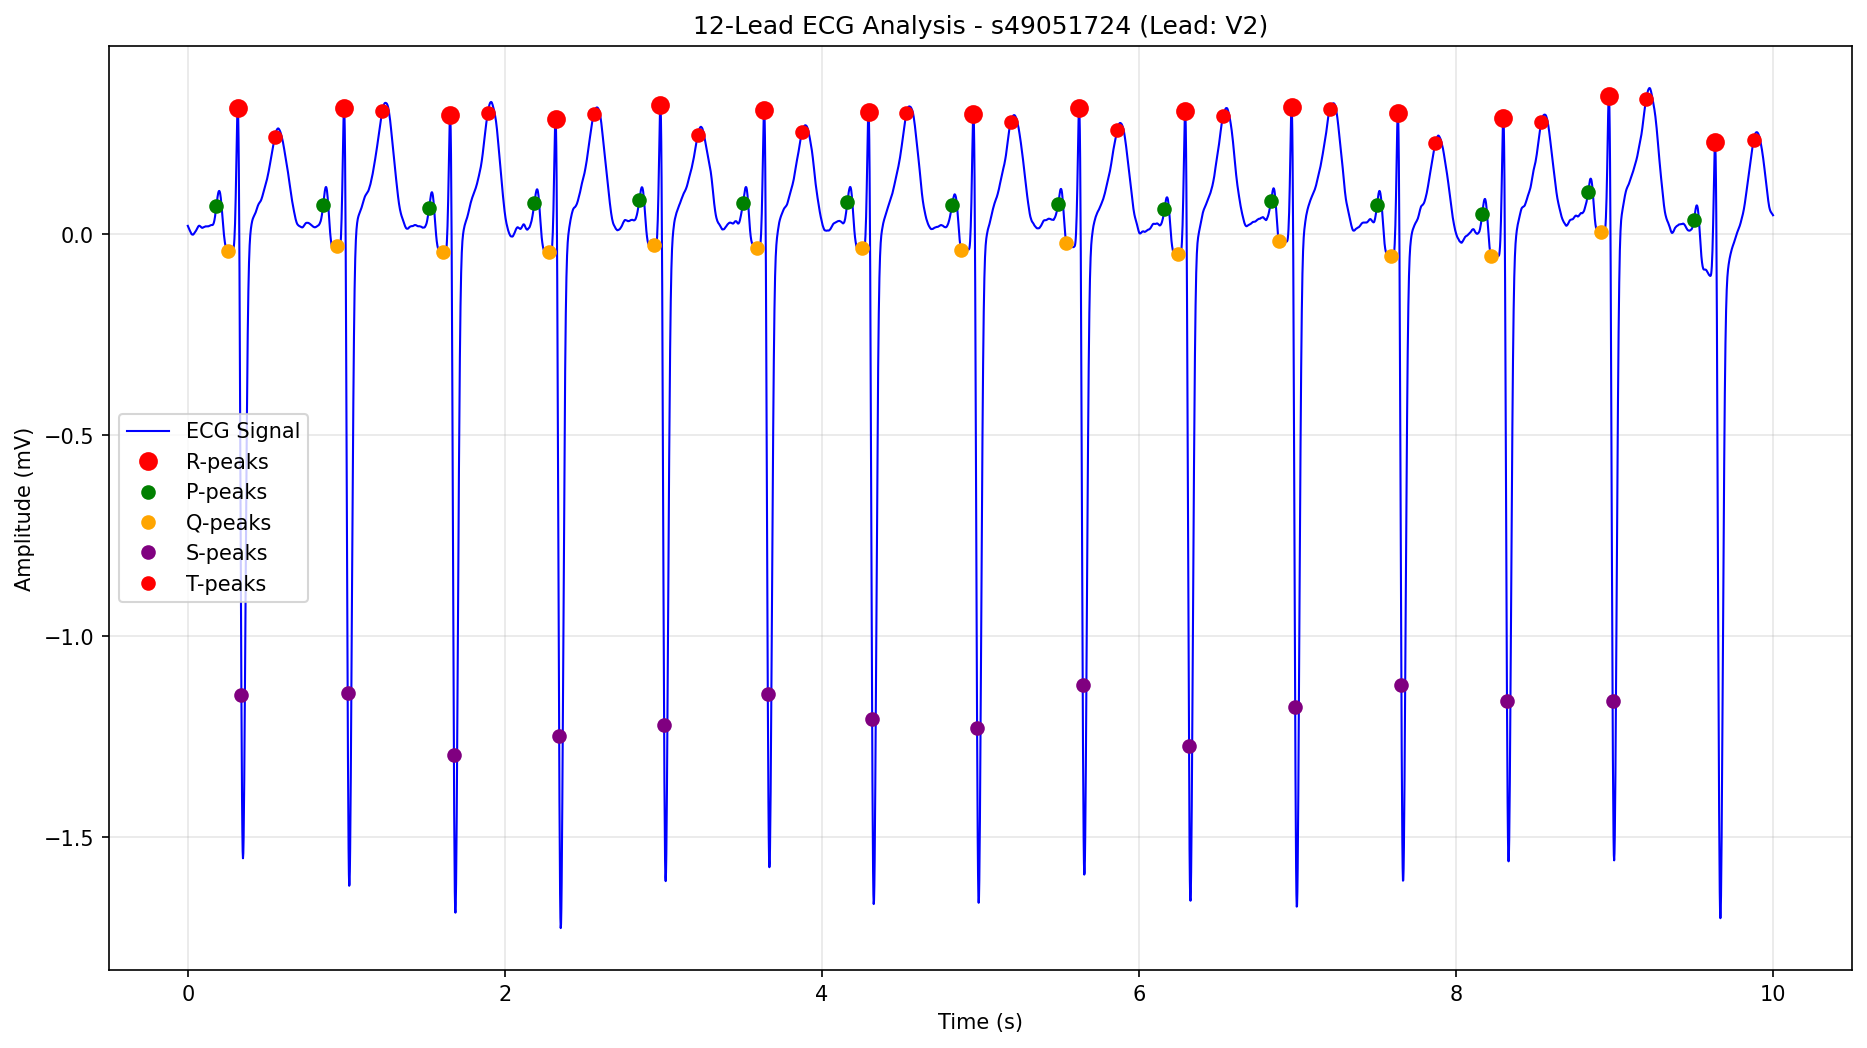 12-Lead ECG Analysis - s49051724 (Lead: V2)
Amplitude (mV)
0.0
−0.5
−1.0
−1.5
ECG Signal
R-peaks
P-peaks
Q-peaks
S-peaks
T-peaks
0 2 4 6 8 10
Time (s)